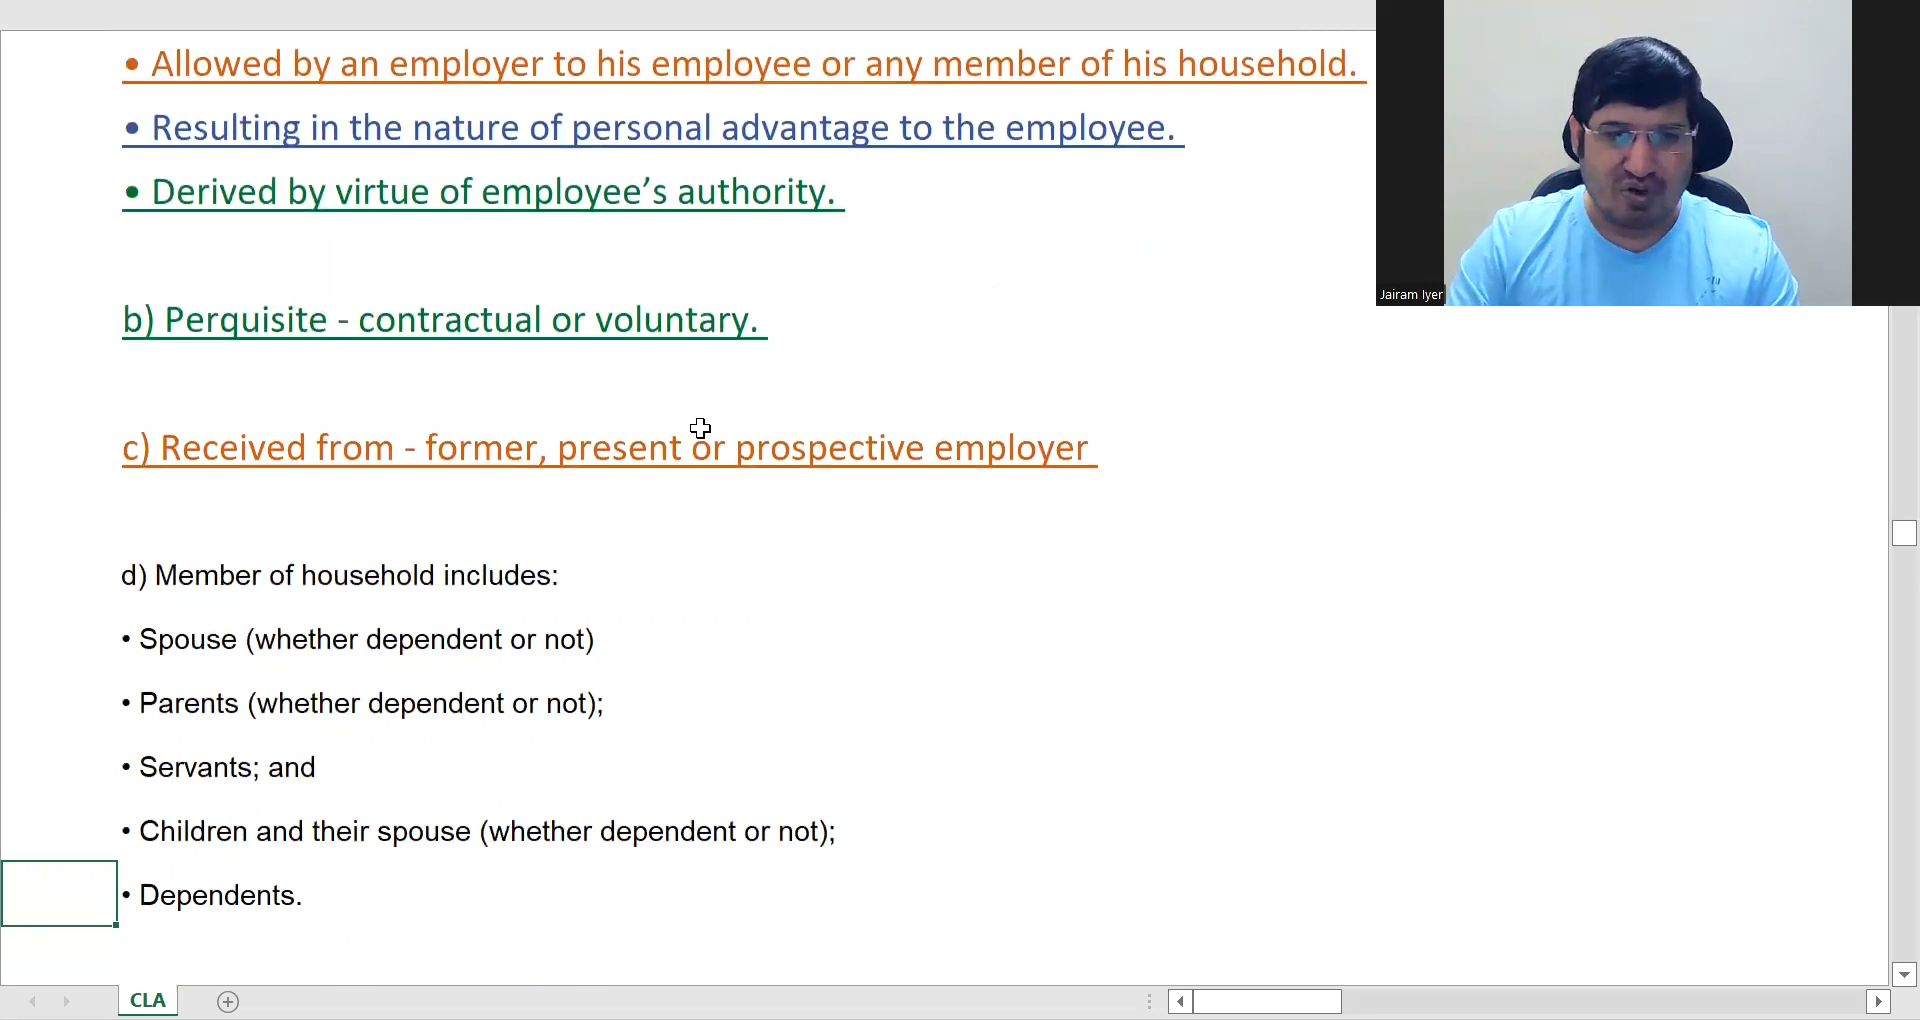 • Allowed by an employer to his employee or any member of his household.
• Resulting in the nature of personal advantage to the employee.
• Derived by virtue of employee’s authority.
b) Perquisite - contractual or voluntary.
c) Received from - former, present or prospective employer
d) Member of household includes:
• Spouse (whether dependent or not)
• Parents (whether dependent or not);
• Servants; and
• Children and their spouse (whether dependent or not);
• Dependents.
Jairam Iyer
CLA